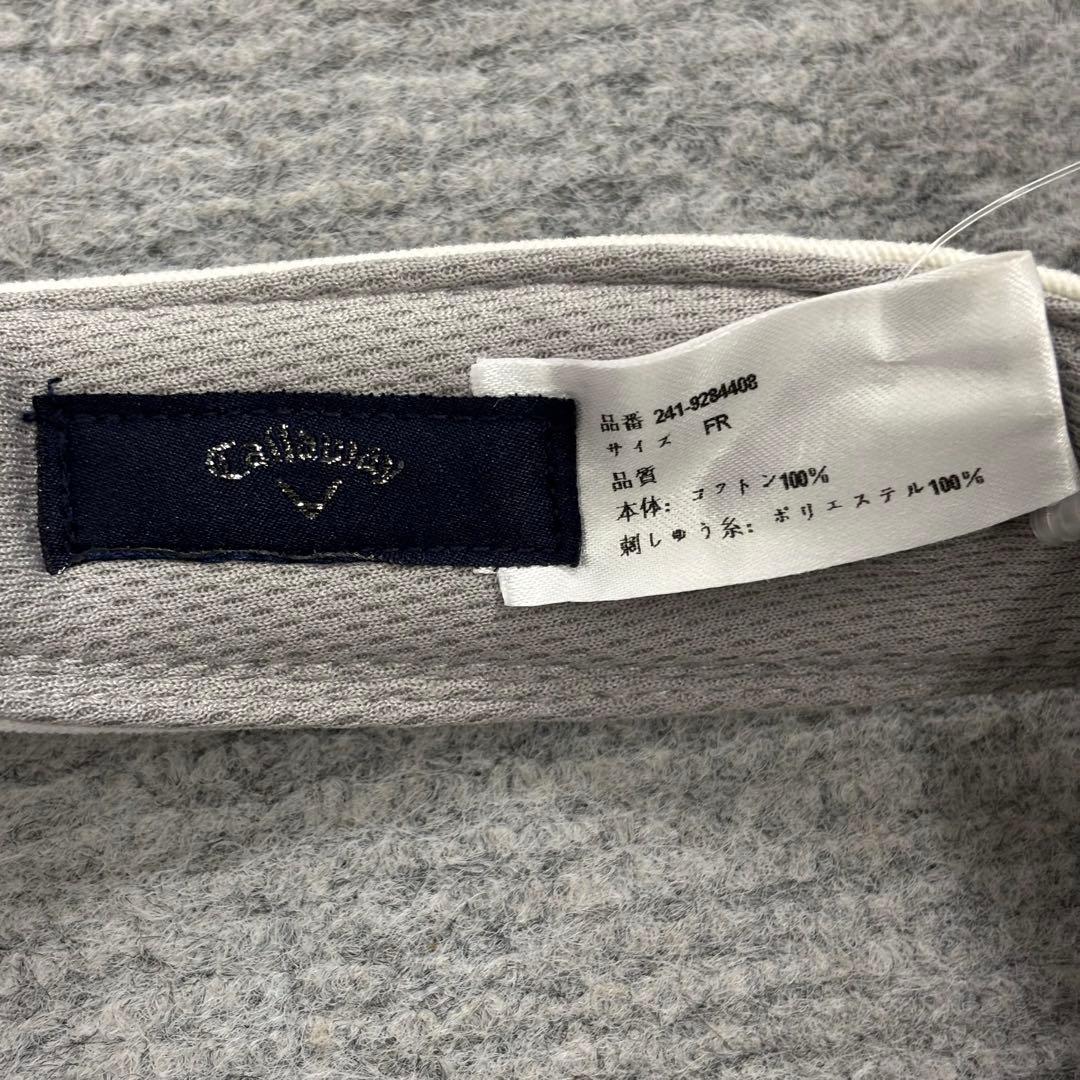 Callaway
品番 241-9284408
サイズ FR
品質
本体: コットン100%
刺しゅう糸: ポリエステル100%